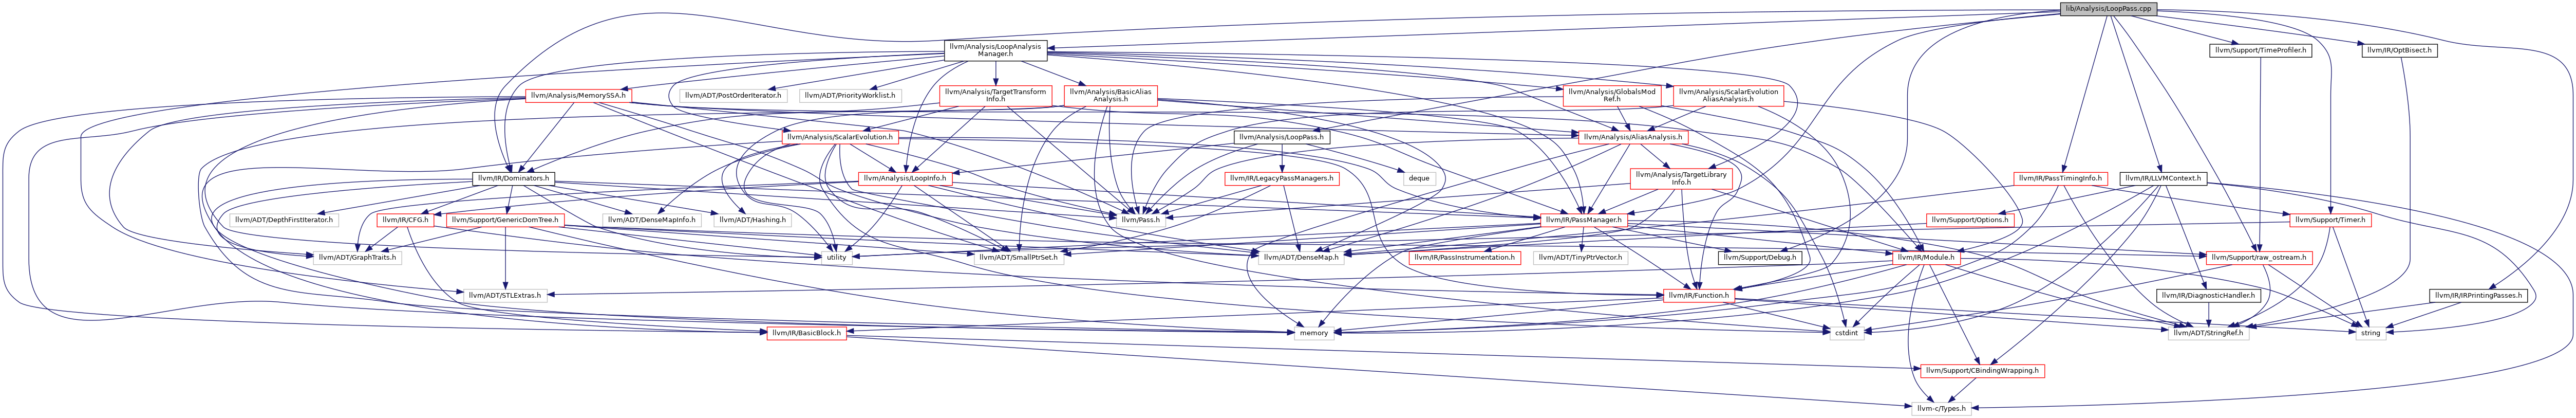 lib/Analysis/LoopPass.cpp
llvm/Analysis/LoopAnalysis
Manager.h
llvm/Support/TimeProfiler.h
llvm/IR/OptBisect.h
llvm/Analysis/MemorySSA.h
llvm/ADT/PostOrderIterator.h
llvm/ADT/PriorityWorklist.h
llvm/Analysis/TargetTransform
Info.h
llvm/Analysis/BasicAlias
Analysis.h
llvm/Analysis/GlobalsMod
Ref.h
llvm/Analysis/ScalarEvolution
AliasAnalysis.h
llvm/Analysis/ScalarEvolution.h
llvm/Analysis/LoopPass.h
llvm/Analysis/AliasAnalysis.h
llvm/IR/Dominators.h
llvm/Analysis/LoopInfo.h
llvm/IR/LegacyPassManagers.h
deque
llvm/Analysis/TargetLibrary
Info.h
llvm/IR/PassTimingInfo.h
llvm/IR/LLVMContext.h
llvm/ADT/DepthFirstIterator.h
llvm/IR/CFG.h
llvm/Support/GenericDomTree.h
llvm/ADT/DenseMapInfo.h
llvm/ADT/Hashing.h
llvm/Pass.h
llvm/IR/PassManager.h
llvm/Support/Options.h
llvm/Support/Timer.h
llvm/ADT/GraphTraits.h
utility
llvm/ADT/SmallPtrSet.h
llvm/ADT/DenseMap.h
llvm/IR/PassInstrumentation.h
llvm/ADT/TinyPtrVector.h
llvm/Support/Debug.h
llvm/IR/Module.h
llvm/Support/raw_ostream.h
llvm/ADT/STLExtras.h
llvm/IR/Function.h
llvm/IR/DiagnosticHandler.h
llvm/IR/IRPrintingPasses.h
llvm/IR/BasicBlock.h
memory
cstdint
llvm/ADT/StringRef.h
string
llvm/Support/CBindingWrapping.h
llvm-c/Types.h